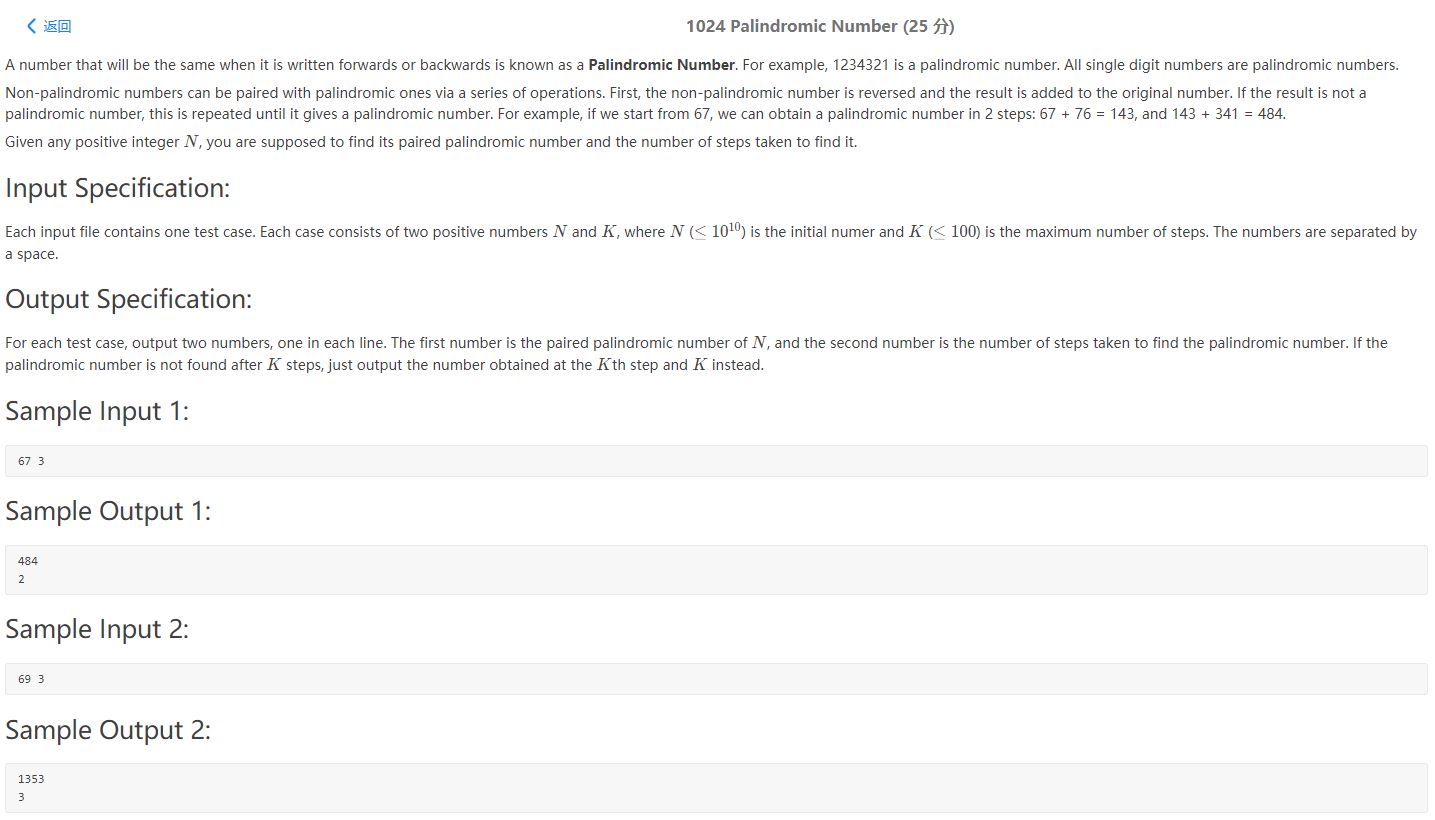 返回
1024 Palindromic Number (25 分)
A number that will be the same when it is written forwards or backwards is known as a Palindromic Number. For example, 1234321 is a palindromic number. All single digit numbers are palindromic numbers.
Non-palindromic numbers can be paired with palindromic ones via a series of operations. First, the non-palindromic number is reversed and the result is added to the original number. If the result is not a
palindromic number, this is repeated until it gives a palindromic number. For example, if we start from 67, we can obtain a palindromic number in 2 steps: 67 + 76 = 143, and 143 + 341 = 484.
Given any positive integer N, you are supposed to find its paired palindromic number and the number of steps taken to find it.
Input Specification:
Each input file contains one test case. Each case consists of two positive numbers N and K, where N (≤ 10¹⁰) is the initial numer and K (≤ 100) is the maximum number of steps. The numbers are separated by
a space.
Output Specification:
For each test case, output two numbers, one in each line. The first number is the paired palindromic number of N, and the second number is the number of steps taken to find the palindromic number. If the
palindromic number is not found after K steps, just output the number obtained at the Kth step and K instead.
Sample Input 1:
67 3
Sample Output 1:
484
2
Sample Input 2:
69 3
Sample Output 2:
1353
3